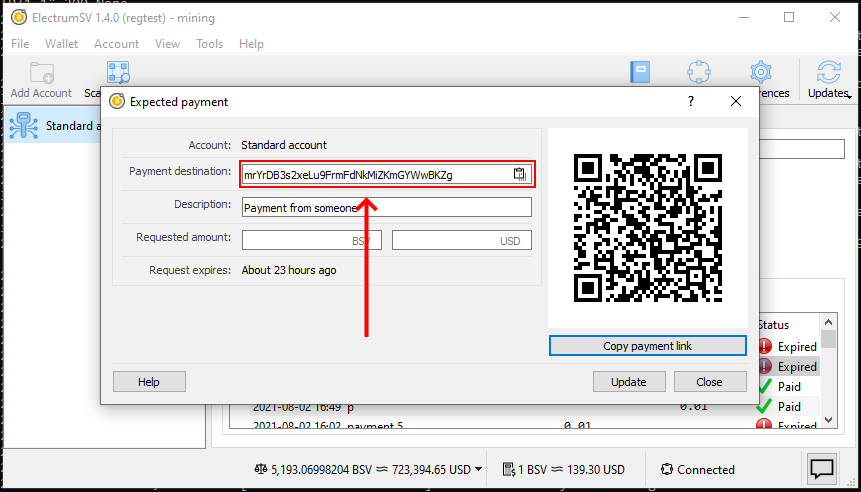 ElectrumSV 1.4.0 (regtest) - mining
File Wallet Account View Tools Help
Add Account
Updates
Standard a
Expected payment
?
Account: Standard account
Payment destination: mrYrDB3s2xeLu9FrmFdNkMiZKmGYWwBKZg
Description: Payment from someone
Requested amount: BSV USD
Request expires: About 23 hours ago
Copy payment link
Help Update Close
Status
Expired
Expired
Paid
2021-08-02 16:49 p 0.01 Paid
2021-08-02 16:02 payment 5 0.01 Expired
5,193.06998204 BSV ≈ 723,394.65 USD 1 BSV ≈ 139.30 USD Connected